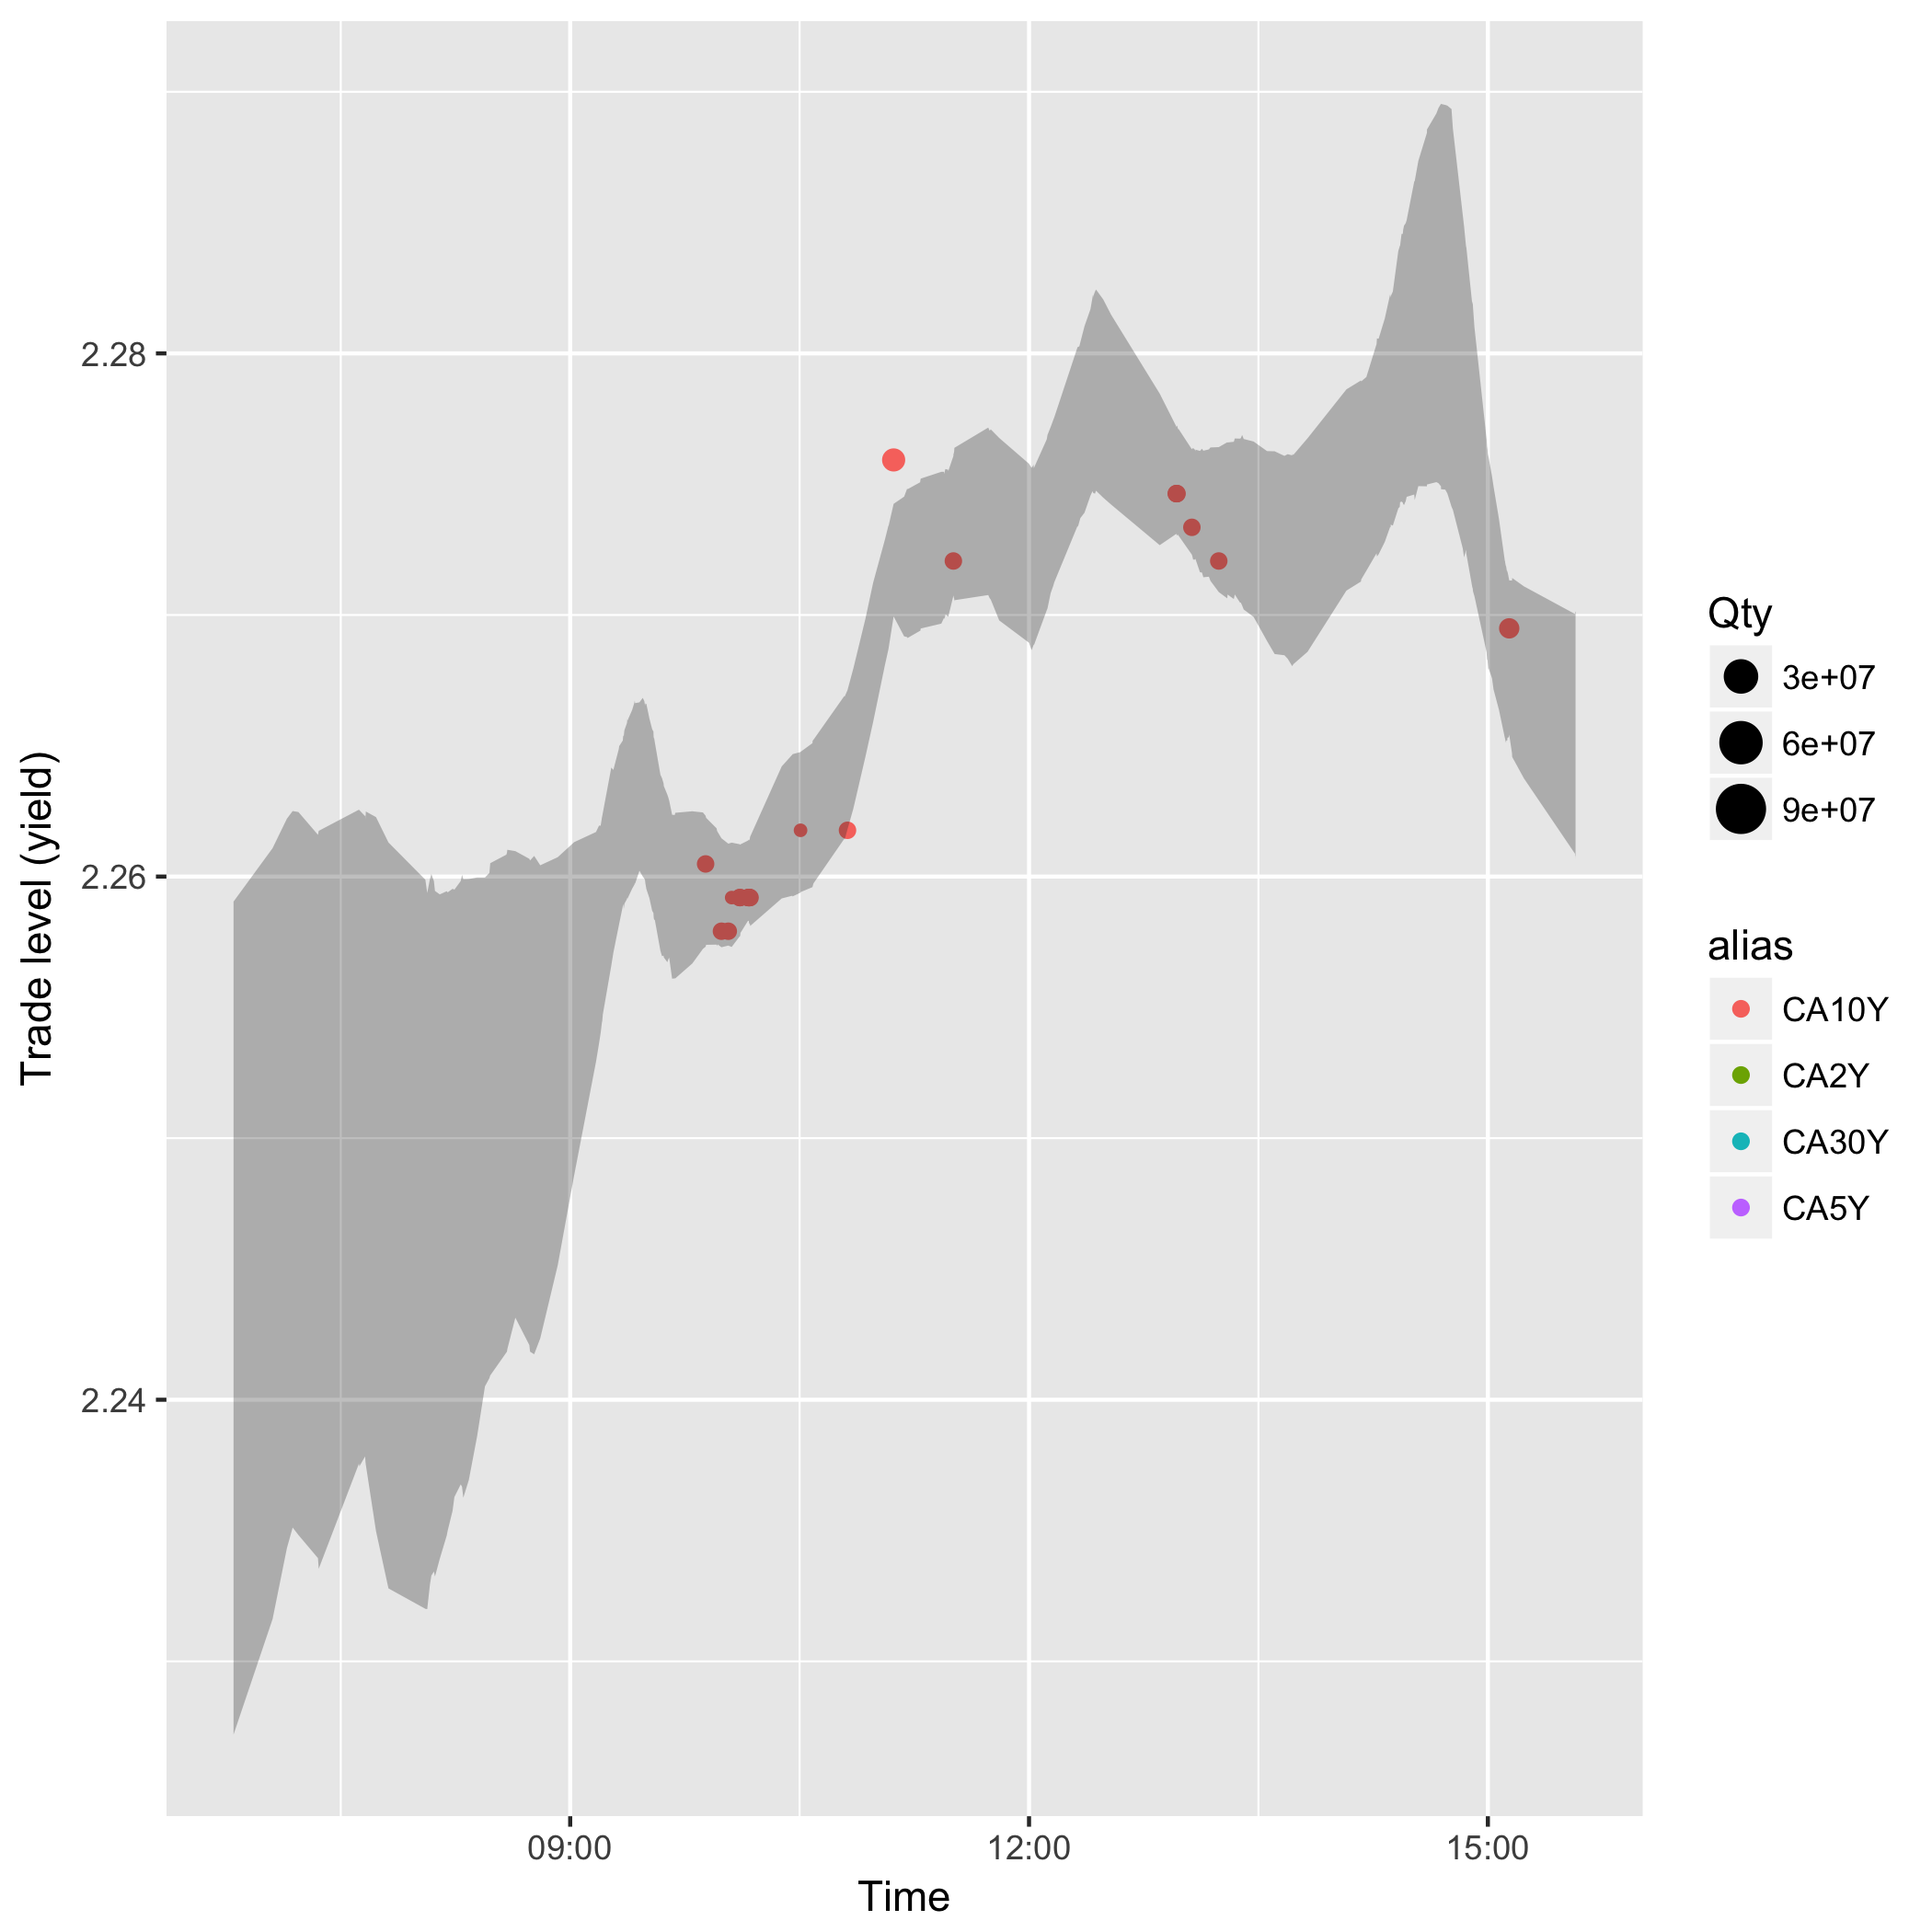 Trade level (yield)
2.28
2.26
2.24
09:00
12:00
15:00
Time
Qty
3e+07
6e+07
9e+07
alias
CA10Y
CA2Y
CA30Y
CA5Y